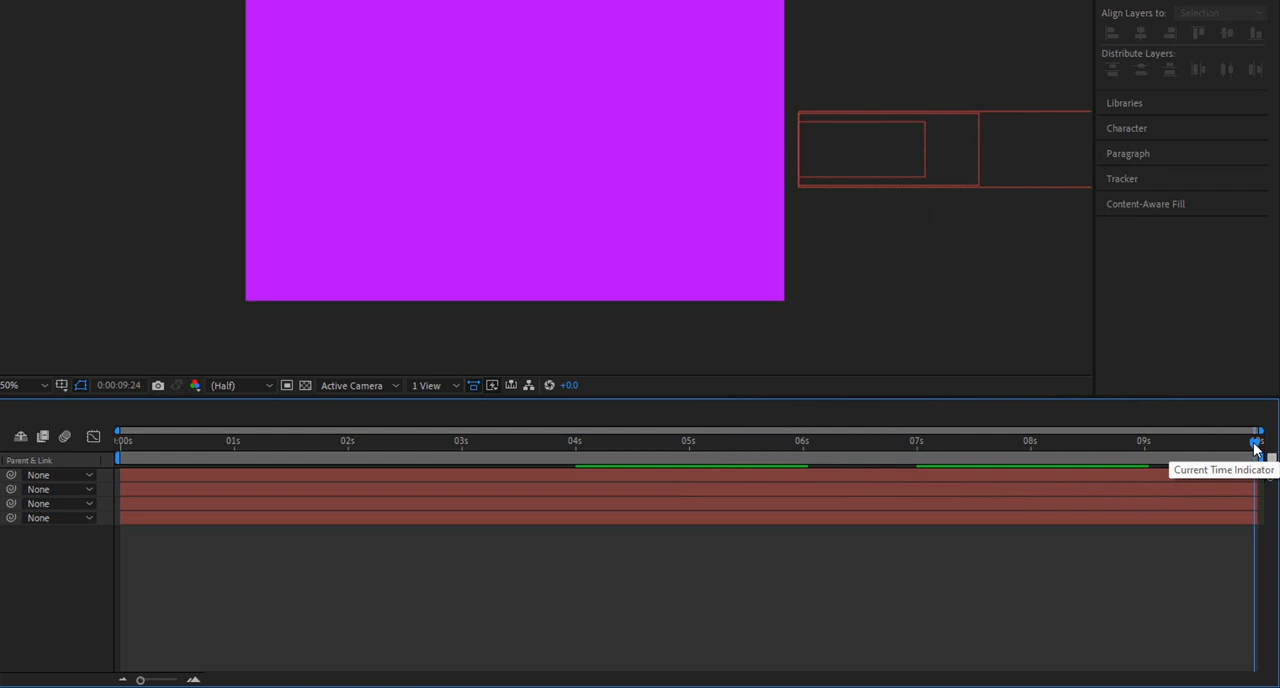 Align Layers to: Selection
Distribute Layers:
Libraries
Character
Paragraph
Tracker
Content-Aware Fill
50% 0:00:09:24 (Half) Active Camera 1 View +0.0
:00s 01s 02s 03s 04s 05s 06s 07s 08s 09s
Parent & Link
Current Time Indicator
None
None
None
None